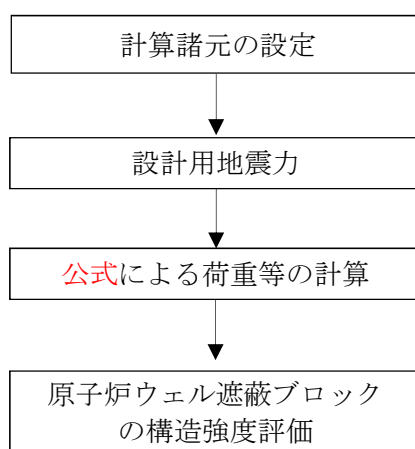 計算諸元の設定
設計用地震力
公式による荷重等の計算
原子炉ウェル遮蔽ブロック
の構造強度評価